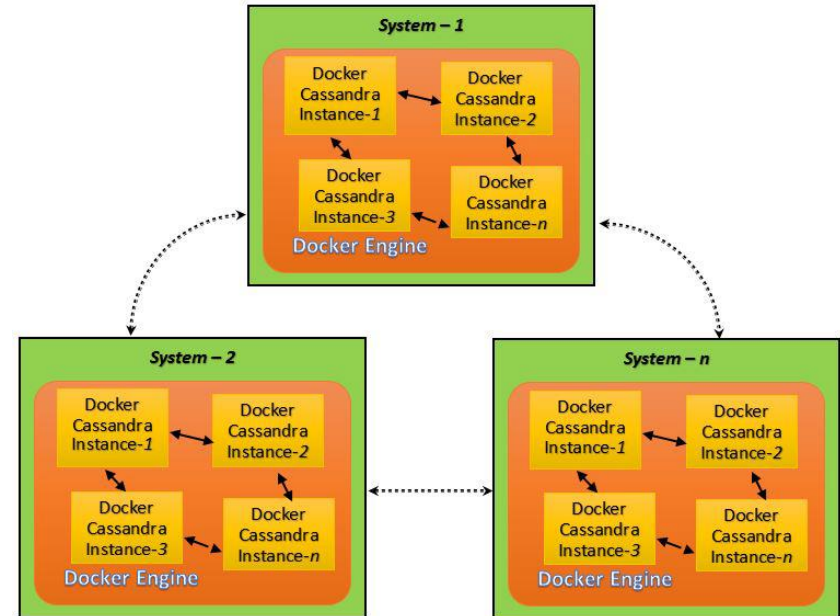 System – 1
Docker
Cassandra
Instance-1
Docker
Cassandra
Instance-2
Docker
Cassandra
Instance-3
Docker
Cassandra
Instance-n
Docker Engine
System – 2
Docker
Cassandra
Instance-1
Docker
Cassandra
Instance-2
Docker
Cassandra
Instance-3
Docker
Cassandra
Instance-n
Docker Engine
System – n
Docker
Cassandra
Instance-1
Docker
Cassandra
Instance-2
Docker
Cassandra
Instance-3
Docker
Cassandra
Instance-n
Docker Engine